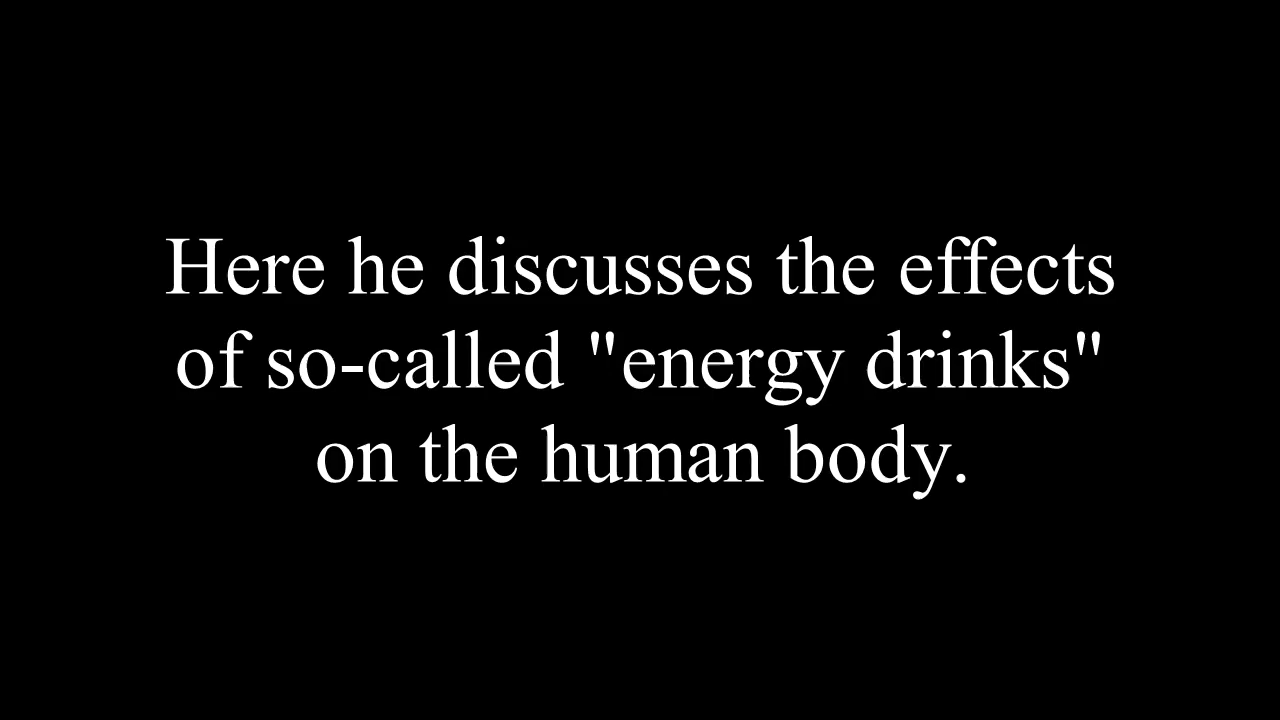 Here he discusses the effects
of so-called "energy drinks"
on the human body.